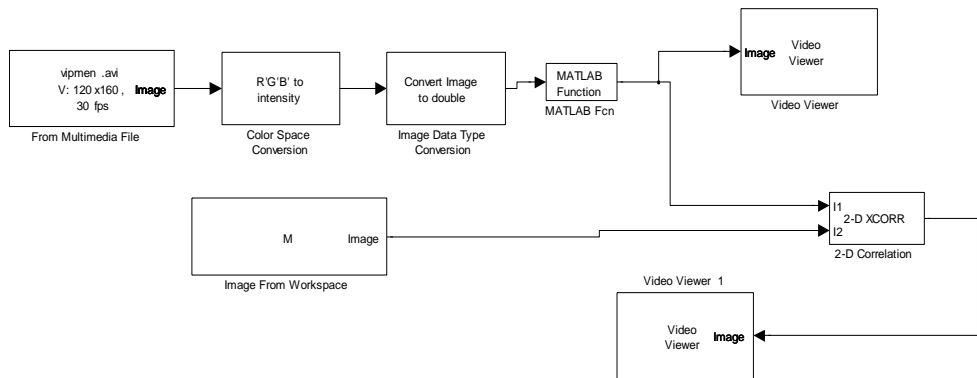 vipmen .avi
V: 120 x160 ,
30 fps
Image
From Multimedia File
R'G'B' to
intensity
Color Space
Conversion
Convert Image
to double
Image Data Type
Conversion
MATLAB
Function
MATLAB Fcn
Image
Video
Viewer
Video Viewer
M
Image
Image From Workspace
I1
2-D XCORR
I2
2-D Correlation
Video Viewer 1
Video
Viewer
Image